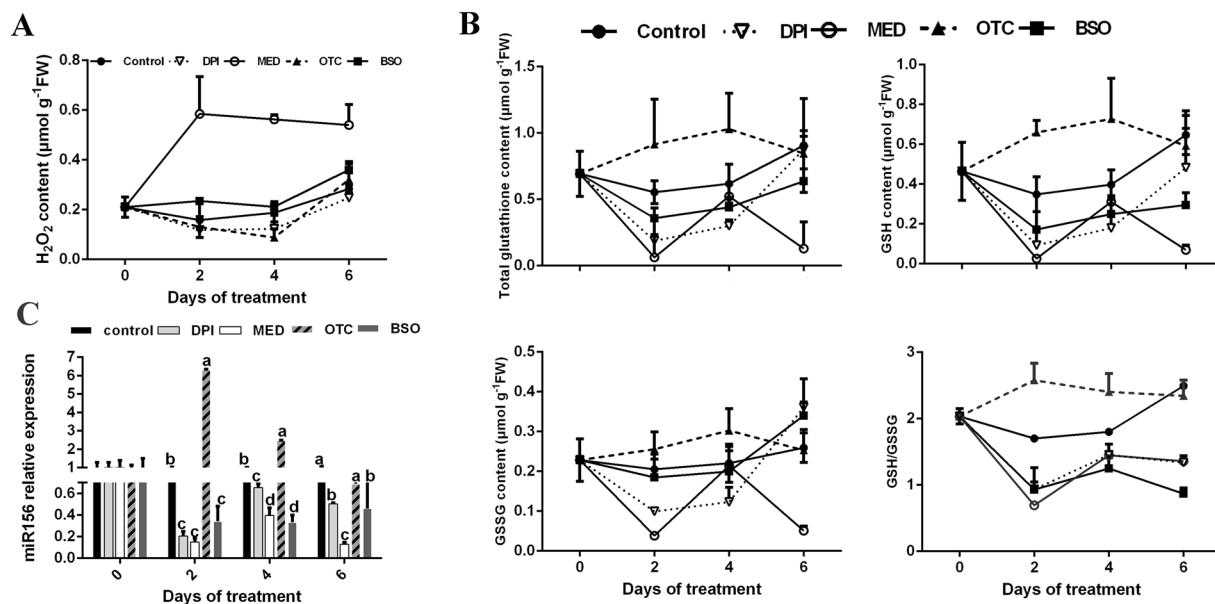 A
Control DPI MED OTC BSO
H2O2 content (μmol g-1FW)
0.8
0.6
0.4
0.2
0.0
0 2 4 6
Days of treatment
B
Control DPI MED OTC BSO
Total glutathione content (μmol g-1FW)
1.5
1.0
0.5
0.0
GSH content (μmol g-1FW)
1.0
0.8
0.6
0.4
0.2
0.0
C
control DPI MED OTC BSO
miR156 relative expression
7
6
5
4
3
2
1
0.6
0.4
0.2
0.0
b c c a c
b c d a d
a b c a b
0 2 4 6
Days of treatment
GSSG content (μmol g-1FW)
0.5
0.4
0.3
0.2
0.1
0.0
0 2 4 6
Days of treatment
GSH/GSSG
3
2
1
0
0 2 4 6
Days of treatment